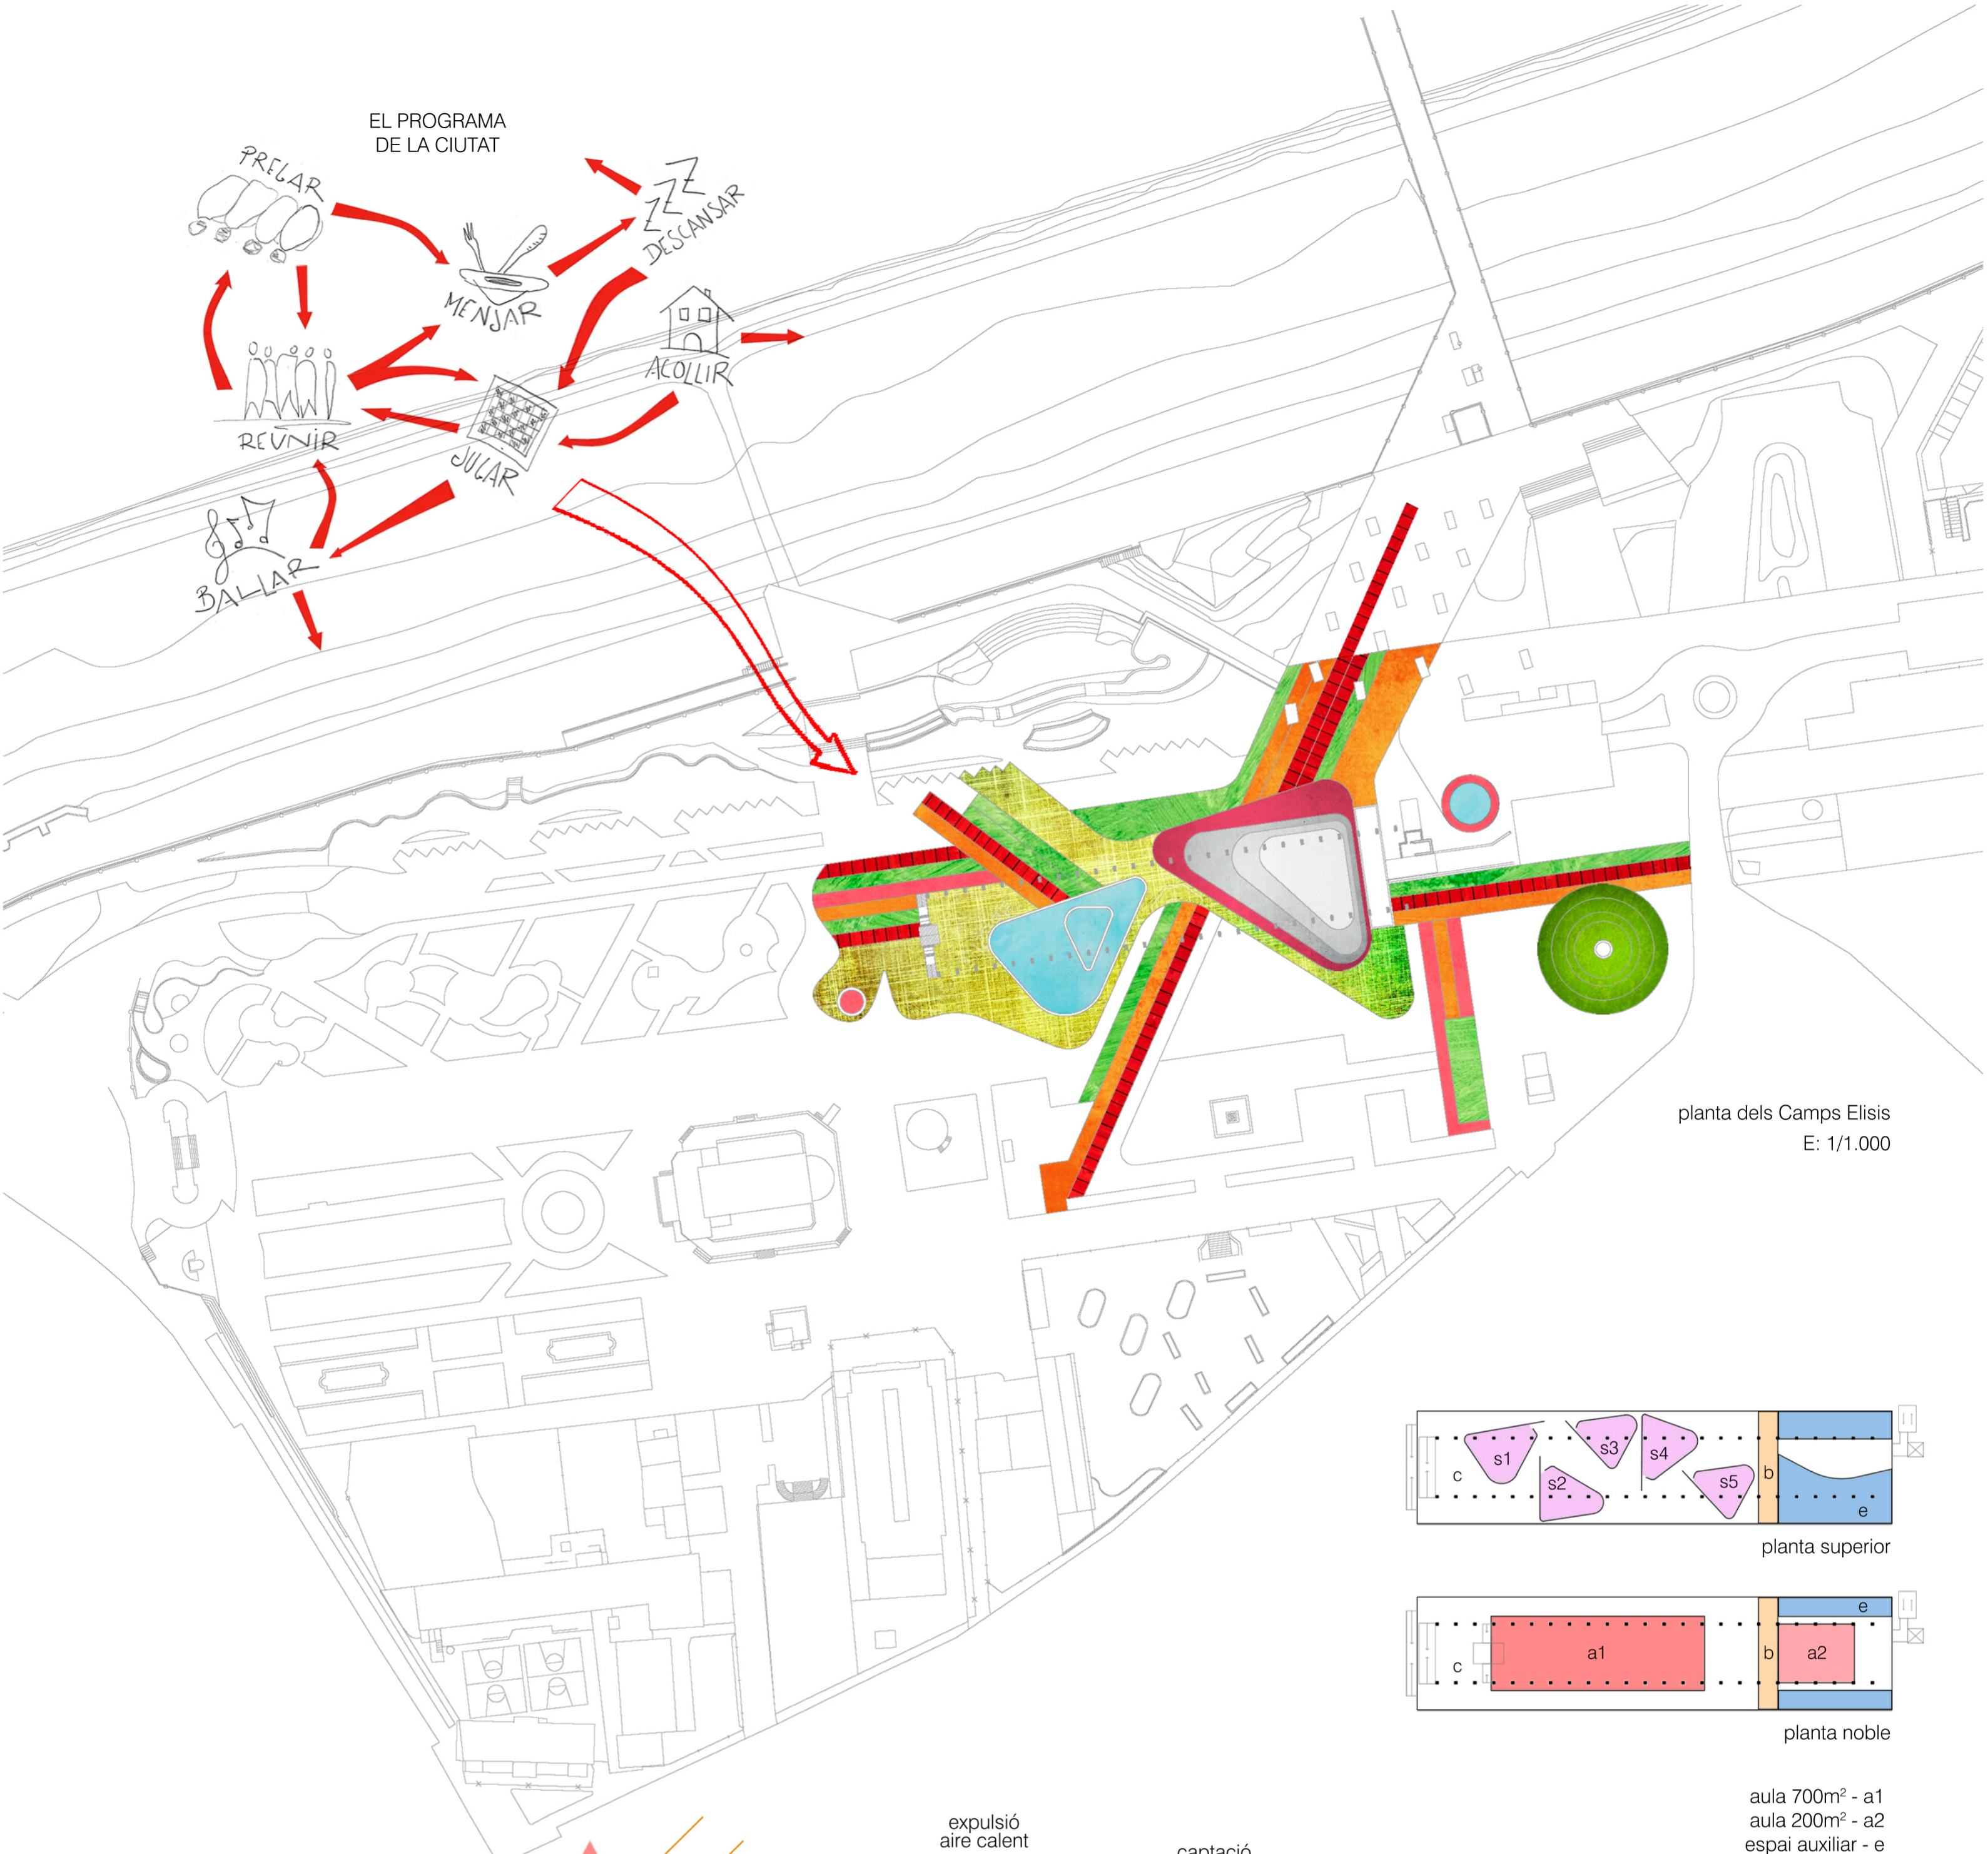 EL PROGRAMA
DE LA CIUTAT
PREGAR
MENJAR
DESCANSAR
ACOLLIR
REUNIR
JUGAR
BALLAR
planta dels Camps Elisis
E: 1/1.000
s1
s2
s3
s4
s5
c
b
e
planta superior
e
a1
b
a2
c
planta noble
aula 700m² - a1
aula 200m² - a2
espai auxiliar - e
expulsió
aire calent
captació